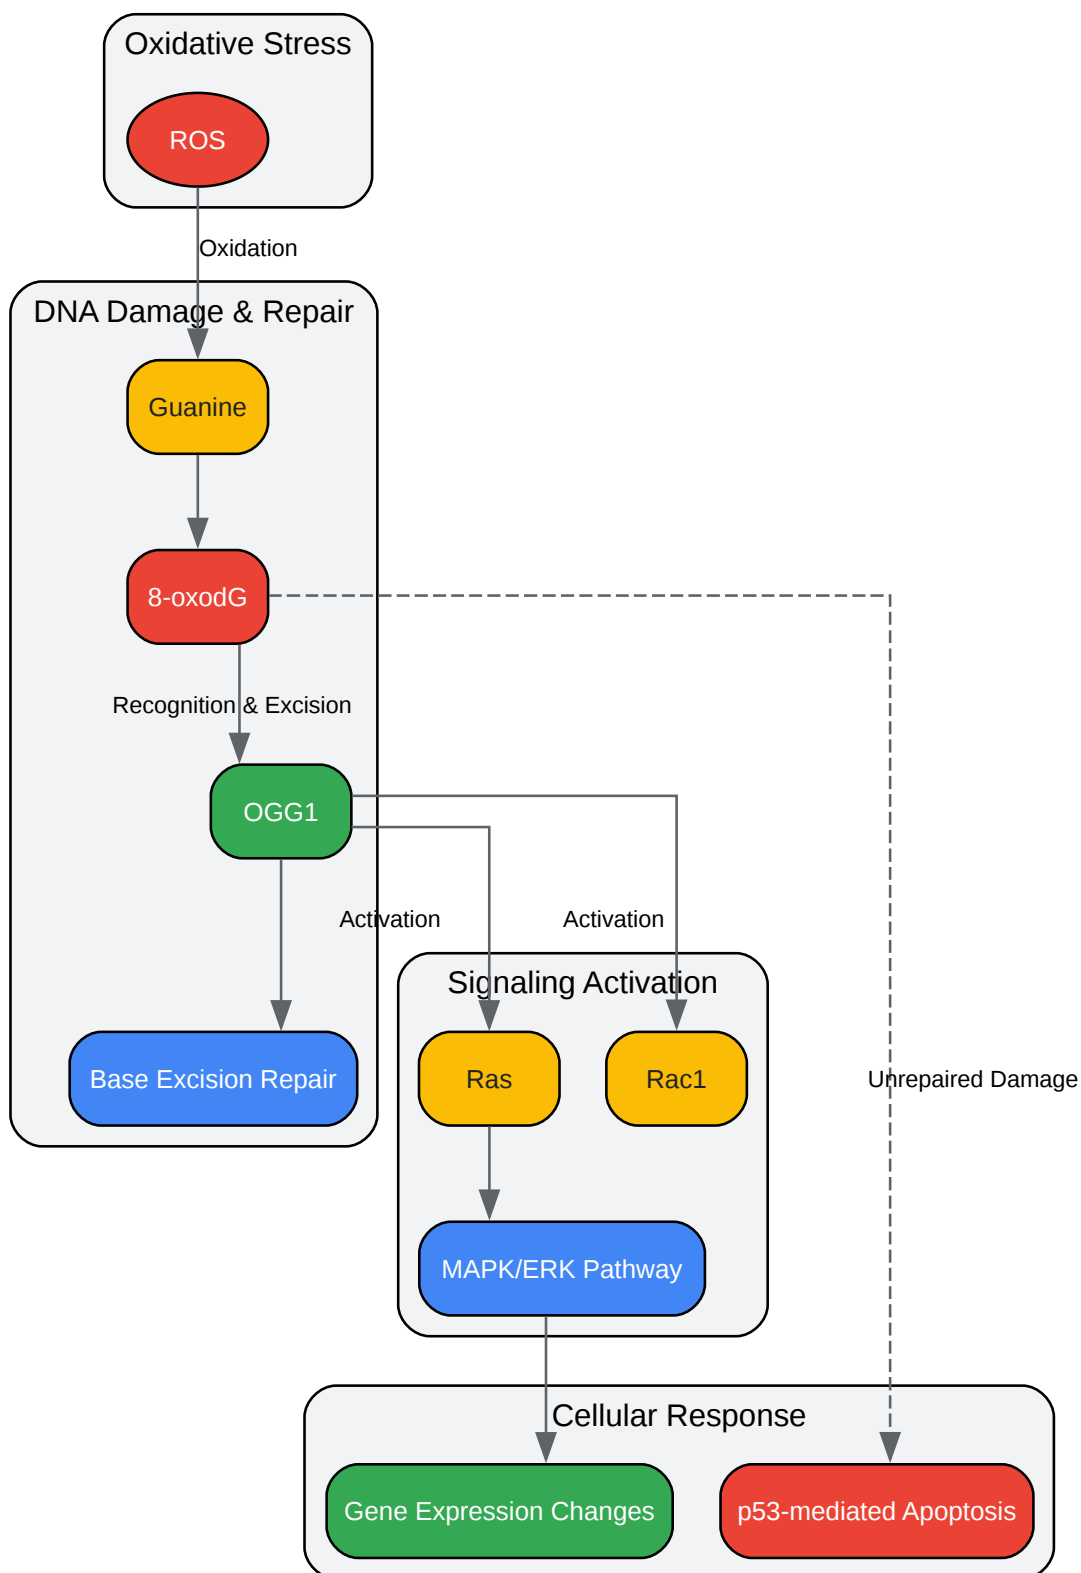 Oxidative Stress
ROS
Oxidation
DNA Damage & Repair
Guanine
8-oxodG
Recognition & Excision
OGG1
Activation
Activation
Signaling Activation
Base Excision Repair
Ras
Rac1
Unrepaired Damage
MAPK/ERK Pathway
Cellular Response
Gene Expression Changes
p53-mediated Apoptosis